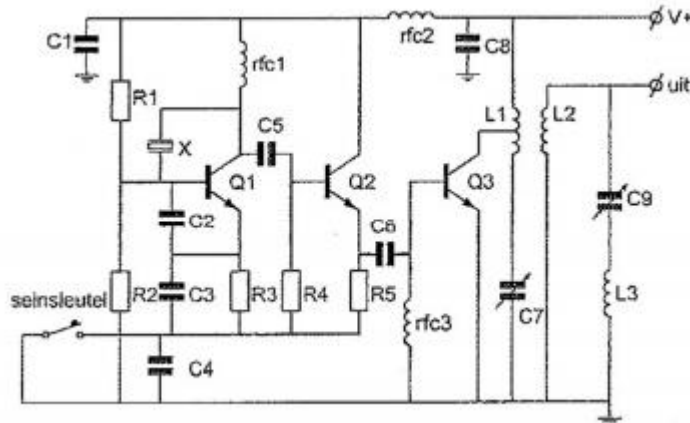 C1
rfc1
rfc2
C8
V+
uit
R1
X
C5
L1
L2
Q1
Q2
Q3
C2
C6
C9
seinsleutel
R2
C3
R3
R4
R5
rfc3
C7
L3
C4